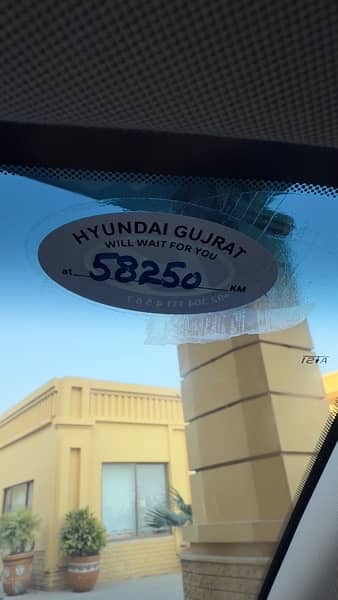 HYUNDAI GUJRAT
WILL WAIT FOR YOU
at 58250 KM